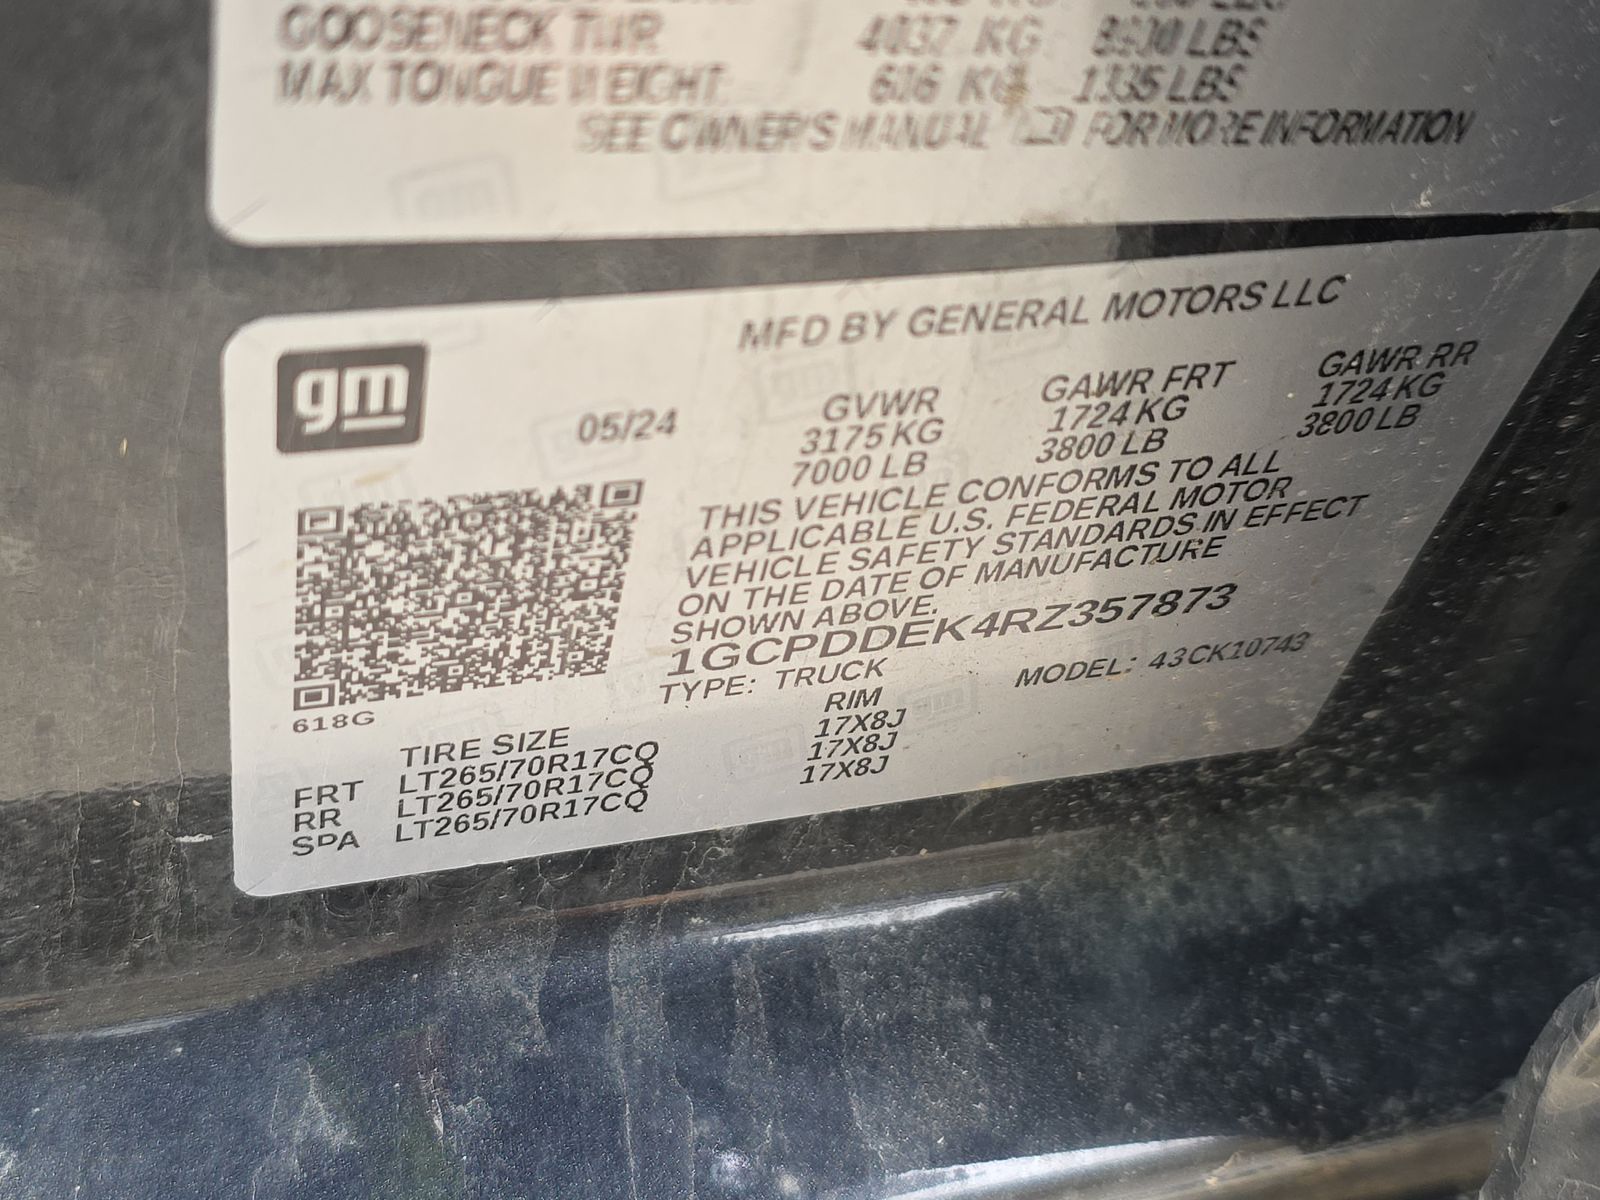 GOOSENECK TWR 4037 KG 8900 LBS
MAX TONGUE WEIGHT 606 KG 1335 LBS
SEE OWNER'S MANUAL FOR MORE INFORMATION
MFD BY GENERAL MOTORS LLC
gm
05/24
GVWR GAWR FRT GAWR RR
3175 KG 1724 KG 1724 KG
7000 LB 3800 LB 3800 LB
THIS VEHICLE CONFORMS TO ALL
APPLICABLE U.S. FEDERAL MOTOR
VEHICLE SAFETY STANDARDS IN EFFECT
ON THE DATE OF MANUFACTURE
SHOWN ABOVE.
1GCPDDEK4RZ357873
TYPE: TRUCK MODEL: 43CK10743
618G
TIRE SIZE RIM
FRT LT265/70R17CQ 17X8J
RR LT265/70R17CQ 17X8J
SPA LT265/70R17CQ 17X8J